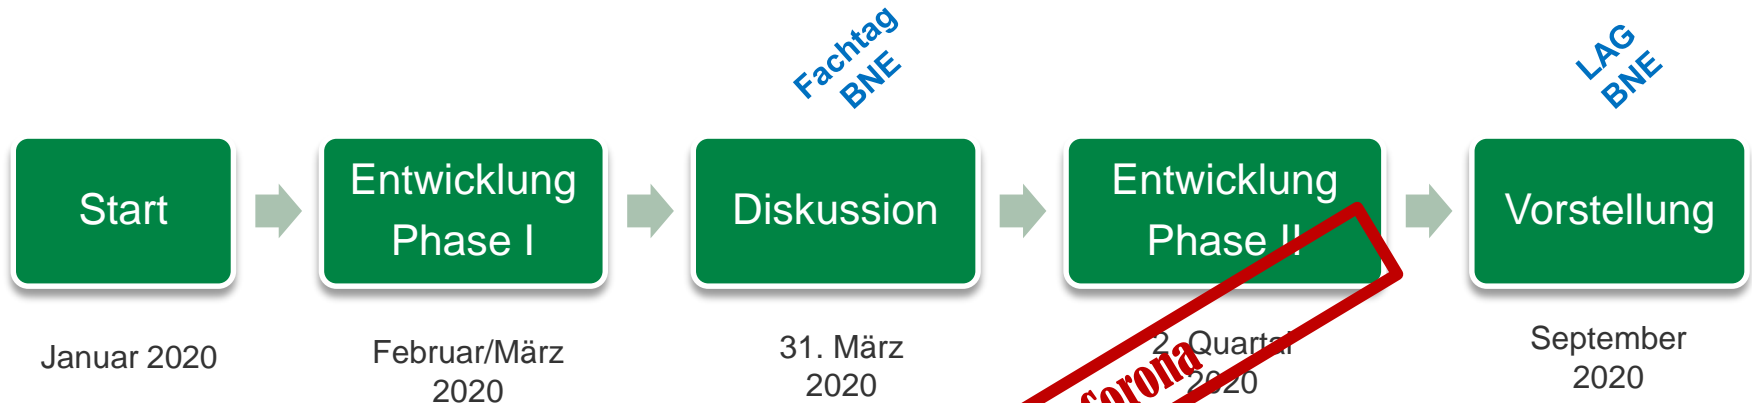 Fachtag
BNE
LAG
BNE
Start
Entwicklung
Phase I
Diskussion
Entwicklung
Phase II
Vorstellung
Januar 2020
Februar/März
2020
31. März
2020
2. Quartal
2020
September
2020
Corona